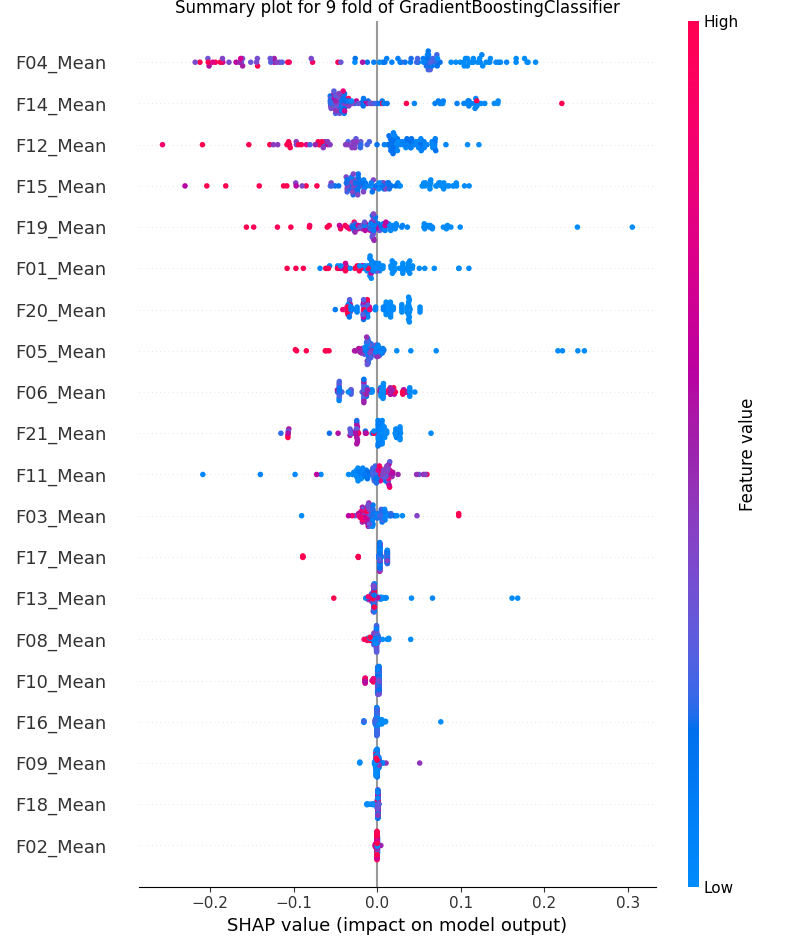 Summary plot for 9 fold of GradientBoostingClassifier
High
F04_Mean
F14_Mean
F12_Mean
F15_Mean
F19_Mean
F01_Mean
F20_Mean
F05_Mean
F06_Mean
F21_Mean
F11_Mean
F03_Mean
F17_Mean
F13_Mean
F08_Mean
F10_Mean
F16_Mean
F09_Mean
F18_Mean
F02_Mean
Feature value
Low
−0.2 −0.1 0.0 0.1 0.2 0.3
SHAP value (impact on model output)